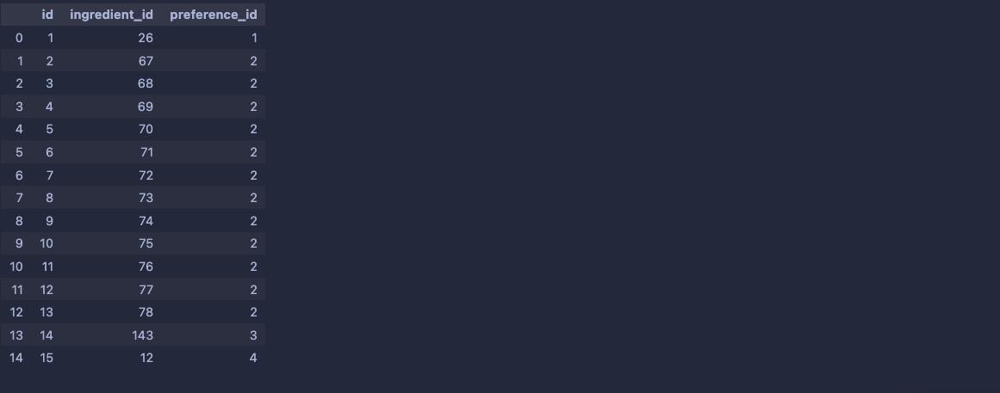 id ingredient_id preference_id
0 1 26 1
1 2 67 2
2 3 68 2
3 4 69 2
4 5 70 2
5 6 71 2
6 7 72 2
7 8 73 2
8 9 74 2
9 10 75 2
10 11 76 2
11 12 77 2
12 13 78 2
13 14 143 3
14 15 12 4